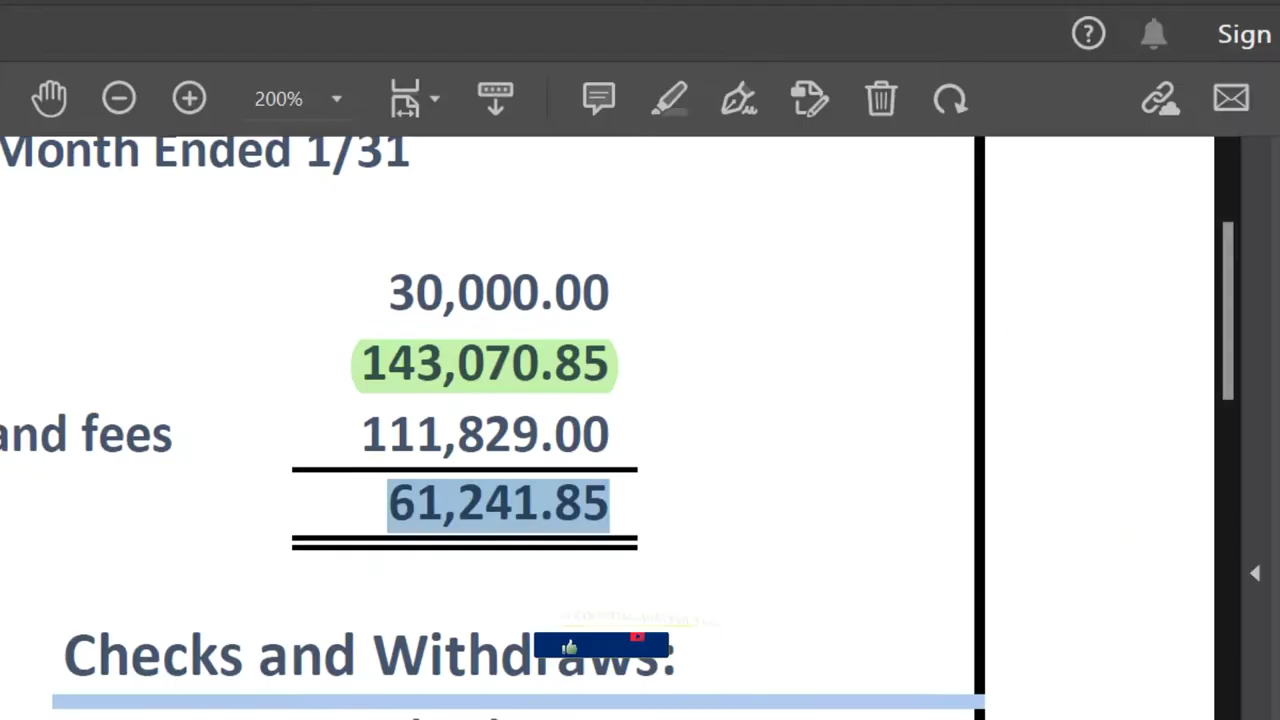 Sign
200%
Month Ended 1/31
30,000.00
143,070.85
and fees 111,829.00
61,241.85
Checks and Withdraws: